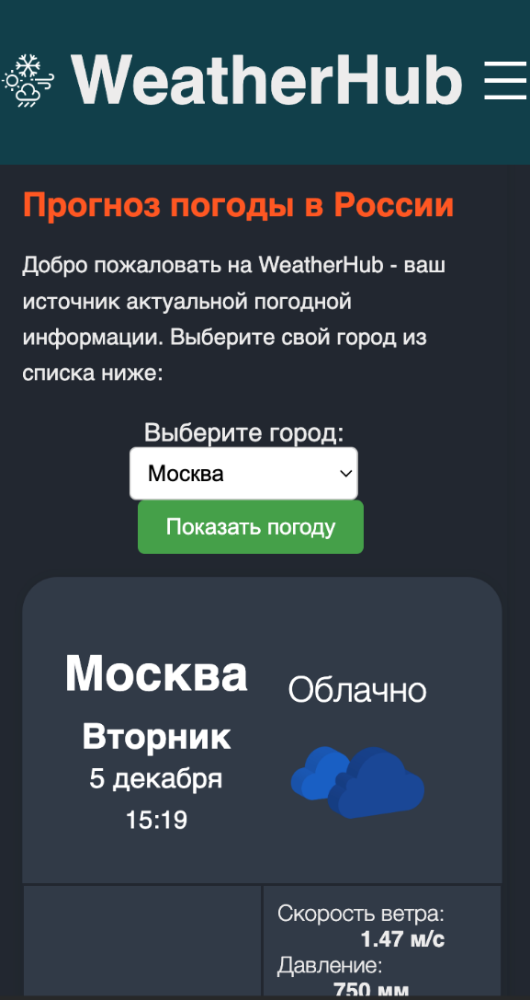 WeatherHub
Прогноз погоды в России
Добро пожаловать на WeatherHub - ваш
источник актуальной погодной
информации. Выберите свой город из
списка ниже:
Выберите город:
Москва
Показать погоду
Москва
Облачно
Вторник
5 декабря
15:19
Скорость ветра:
1.47 м/с
Давление:
750 мм